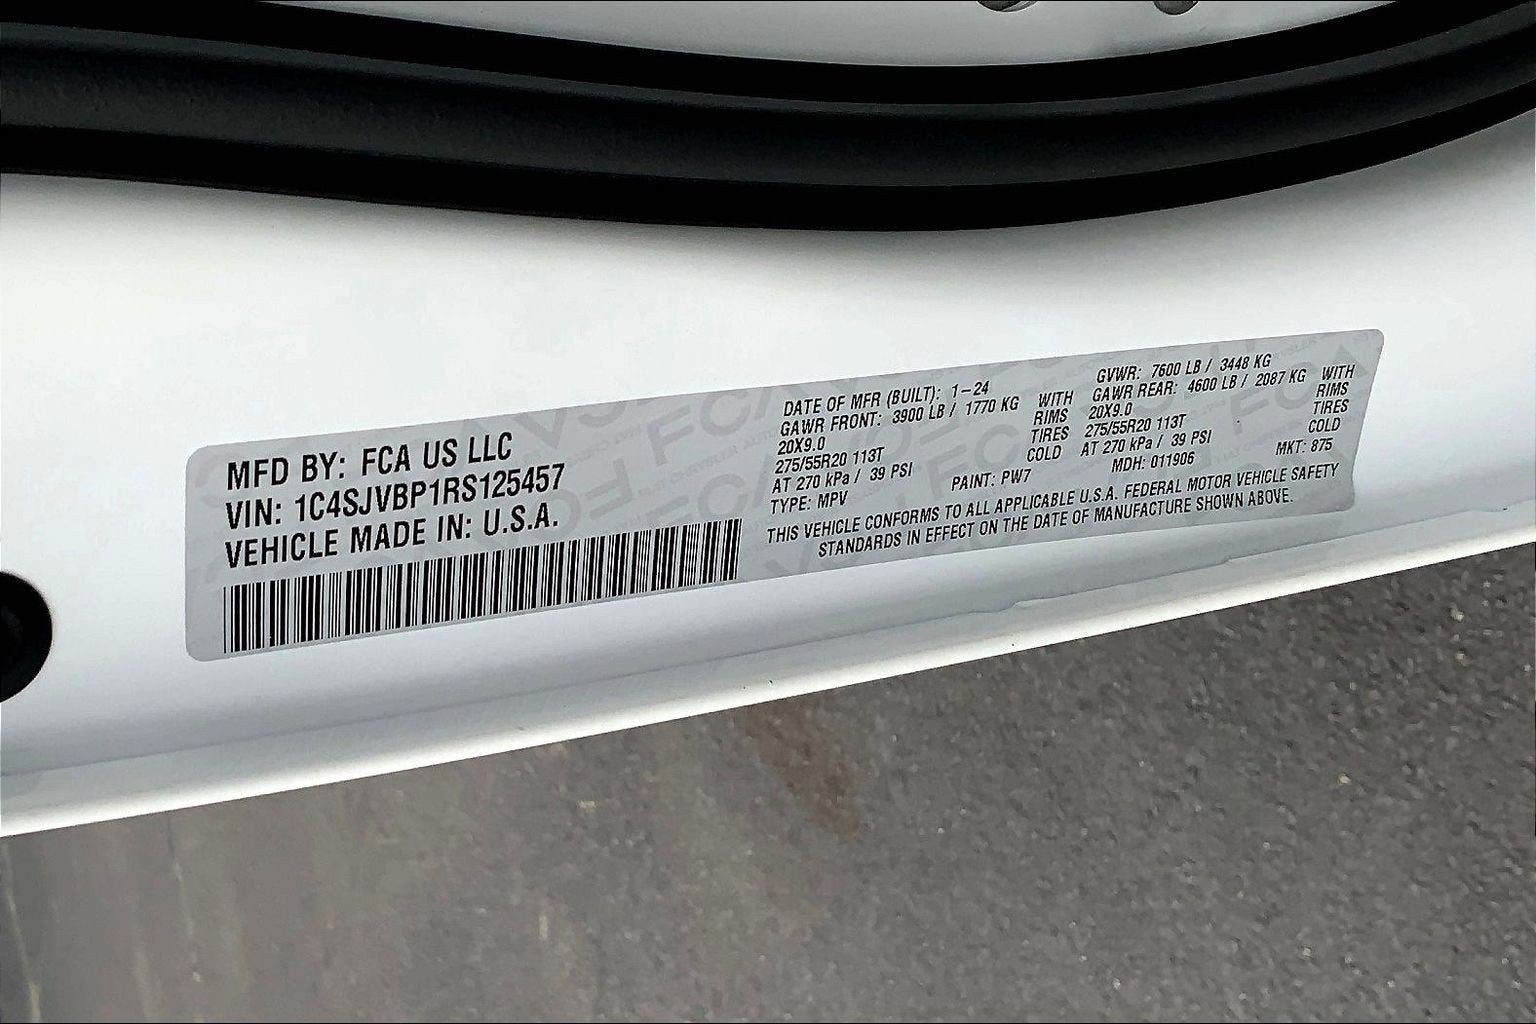 MFD BY: FCA US LLC
VIN: 1C4SJVBP1RS125457
VEHICLE MADE IN: U.S.A.
DATE OF MFR (BUILT): 1-24
GAWR FRONT: 3900 LB / 1770 KG WITH
20X9.0 RIMS
275/55R20 113T TIRES
AT 270 kPa / 39 PSI COLD
TYPE: MPV
GVWR: 7600 LB / 3448 KG
GAWR REAR: 4600 LB / 2087 KG WITH
20X9.0 RIMS
275/55R20 113T TIRES
AT 270 kPa / 39 PSI COLD
PAINT: PW7 MDH: 011906 MKT: 875
THIS VEHICLE CONFORMS TO ALL APPLICABLE U.S.A. FEDERAL MOTOR VEHICLE SAFETY
STANDARDS IN EFFECT ON THE DATE OF MANUFACTURE SHOWN ABOVE.
FCA
FCA
FCA